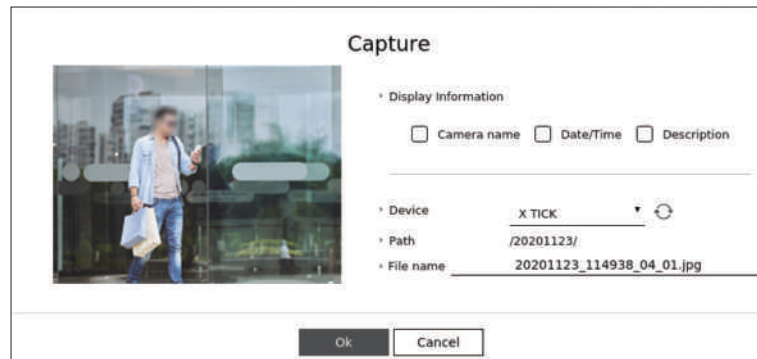 Capture
Display Information
Camera name Date/Time Description
Device X TICK
Path /20201123/
File name 20201123_114938_04_01.jpg
Ok Cancel